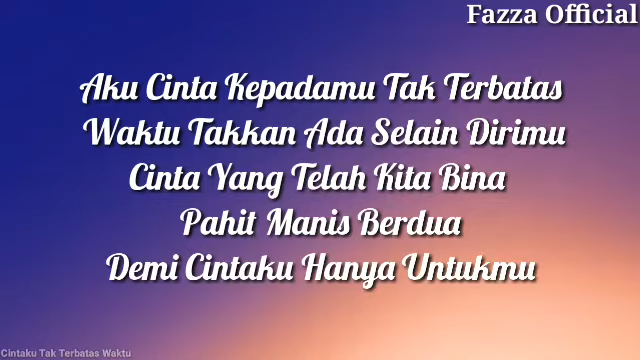 Fazza Official
Aku Cinta Kepadamu Tak Terbatas
Waktu Takkan Ada Selain Dirimu
Cinta Yang Telah Kita Bina
Pahit Manis Berdua
Demi Cintaku Hanya Untukmu
Cintaku Tak Terbatas Waktu